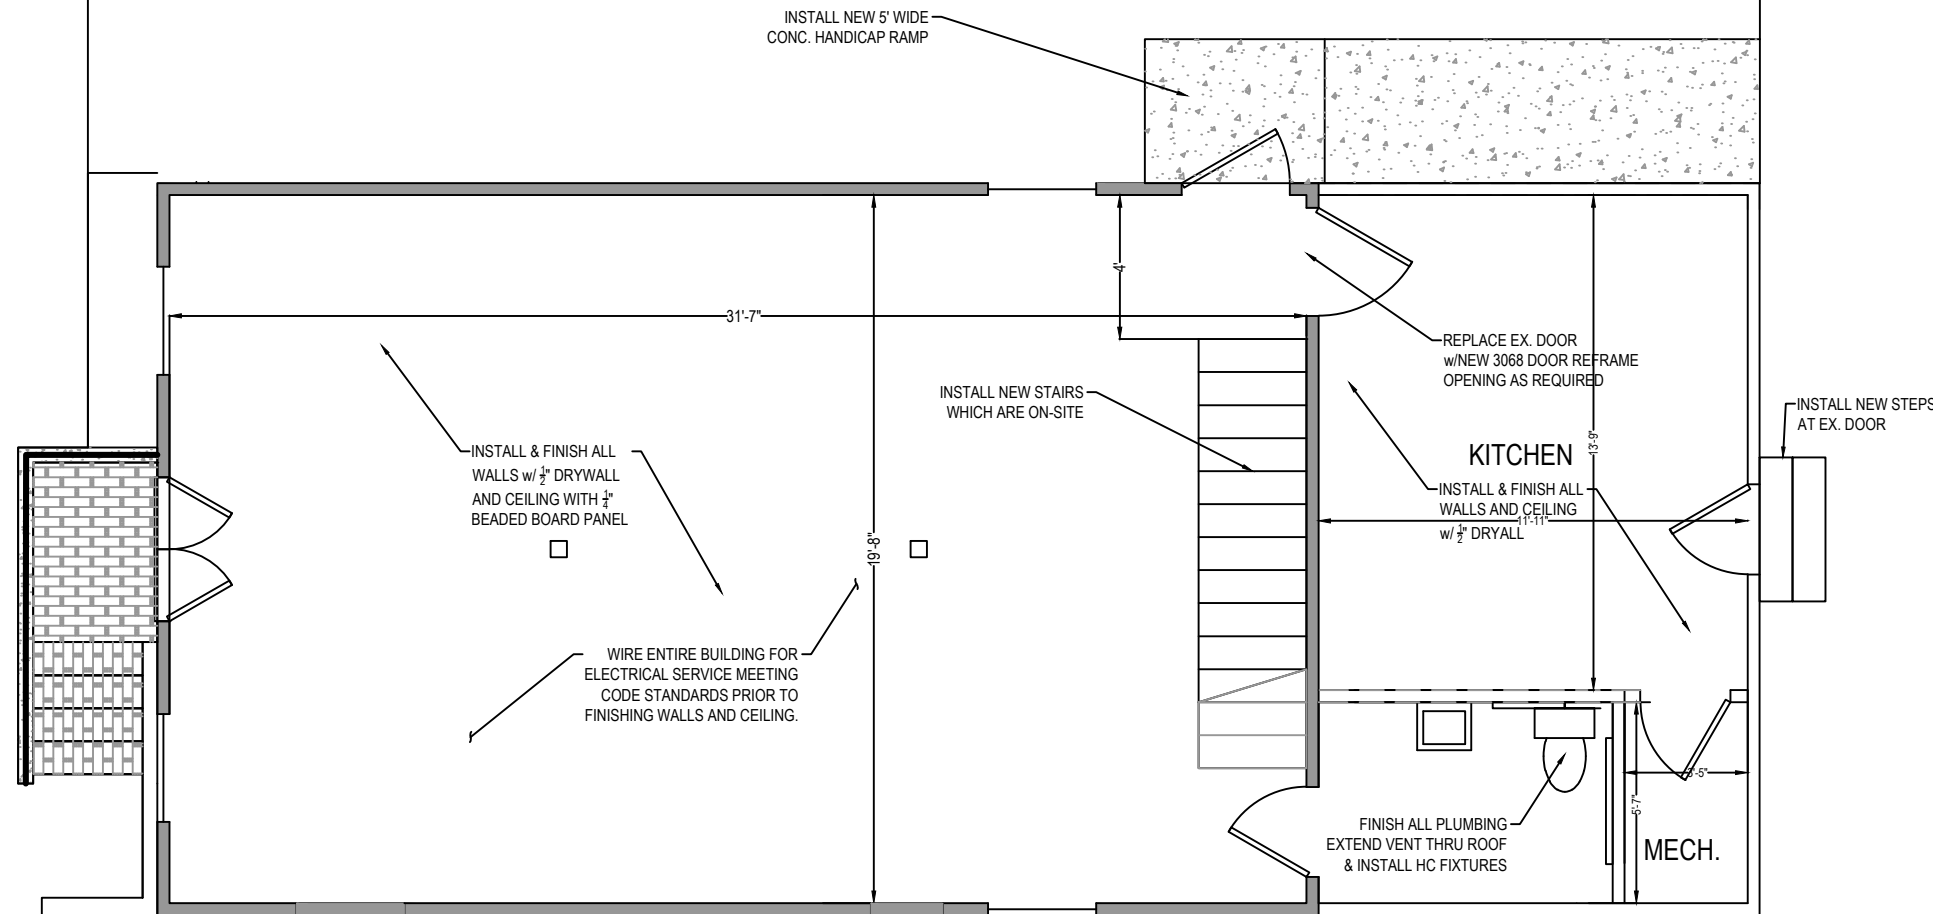 INSTALL NEW 5' WIDE
CONC. HANDICAP RAMP
4'
31'-7"
REPLACE EX. DOOR
w/NEW 3068 DOOR REFRAME
OPENING AS REQUIRED
INSTALL NEW STAIRS
WHICH ARE ON-SITE
INSTALL NEW STEPS
AT EX. DOOR
13'-9"
KITCHEN
INSTALL & FINISH ALL
WALLS w/ ½" DRYWALL
AND CEILING WITH ¼"
BEADED BOARD PANEL
INSTALL & FINISH ALL
WALLS AND CEILING
11'-11"
w/ ½" DRYALL
19'-8"
WIRE ENTIRE BUILDING FOR
ELECTRICAL SERVICE MEETING
CODE STANDARDS PRIOR TO
FINISHING WALLS AND CEILING.
3'-5"
5'-7"
FINISH ALL PLUMBING
EXTEND VENT THRU ROOF
& INSTALL HC FIXTURES
MECH.